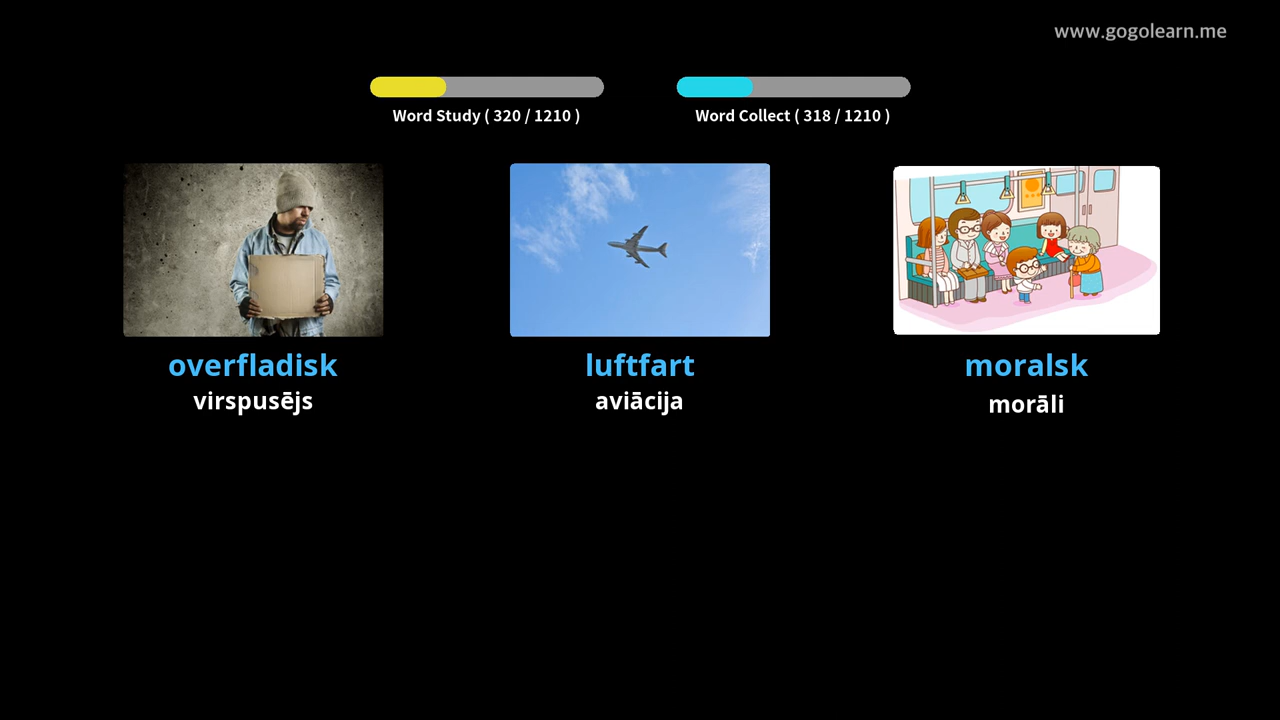 www.gogolearn.me
Word Study ( 320 / 1210 )
Word Collect ( 318 / 1210 )
overfladisk
virspusējs
luftfart
aviācija
moralsk
morāli